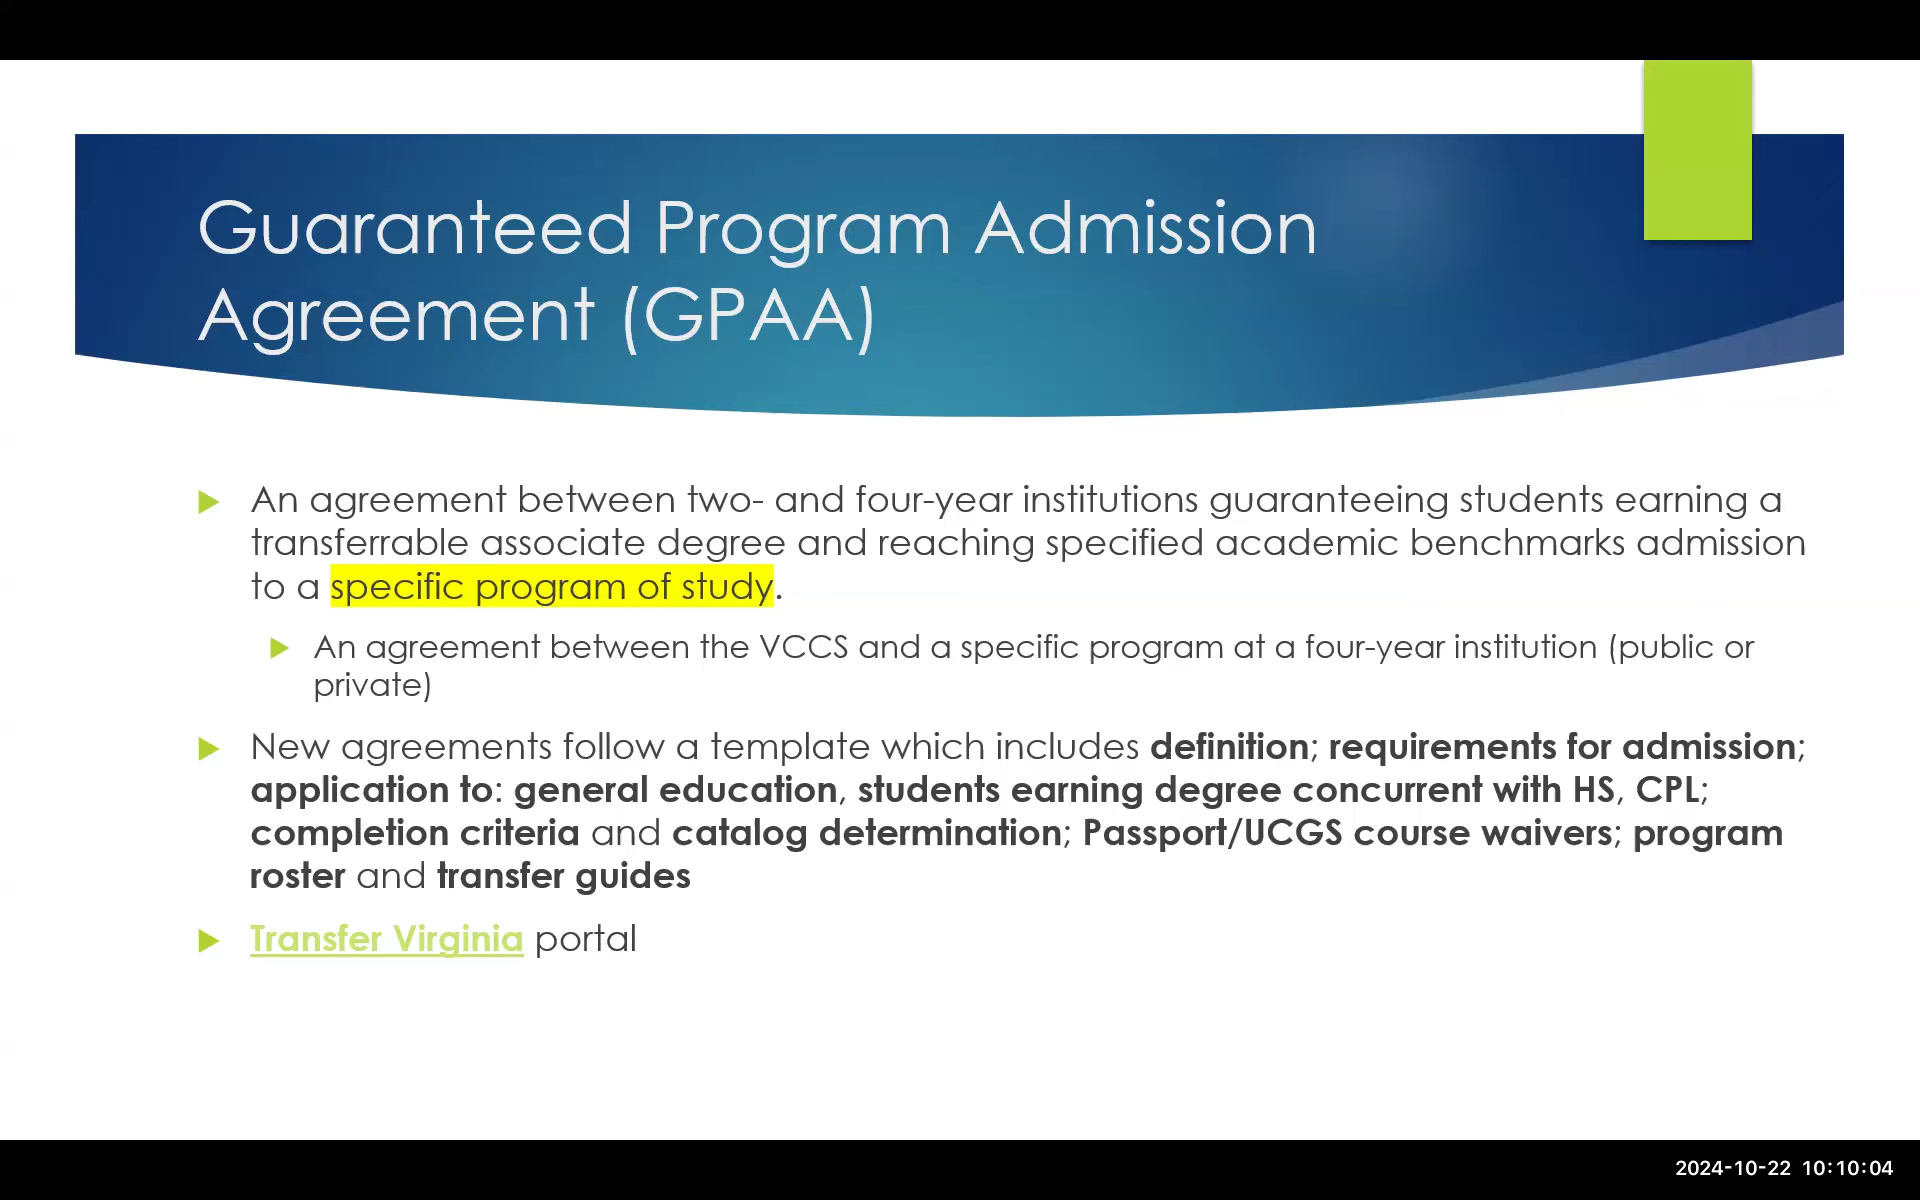 Guaranteed Program Admission
Agreement (GPAA)
An agreement between two- and four-year institutions guaranteeing students earning a
transferrable associate degree and reaching specified academic benchmarks admission
to a specific program of study.
An agreement between the VCCS and a specific program at a four-year institution (public or
private)
New agreements follow a template which includes definition; requirements for admission;
application to: general education, students earning degree concurrent with HS, CPL;
completion criteria and catalog determination; Passport/UCGS course waivers; program
roster and transfer guides
Transfer Virginia portal
2024-10-22 10:10:04